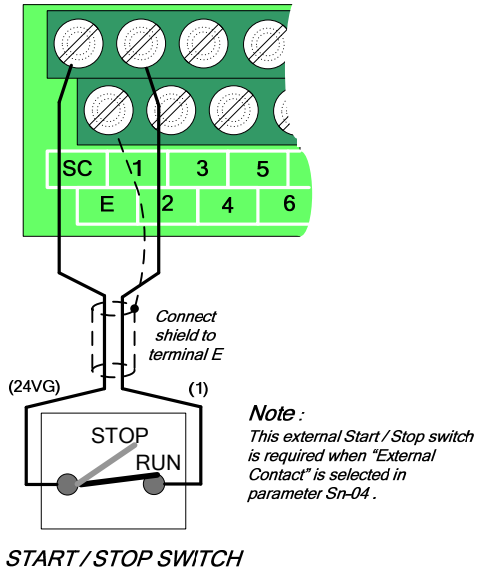 SC 1 3 5
E 2 4 6
Connect
shield to
terminal E
(24VG) (1)
STOP
RUN
Note :
This external Start / Stop switch
is required when “External
Contact” is selected in
parameter Sn-04 .
START / STOP SWITCH